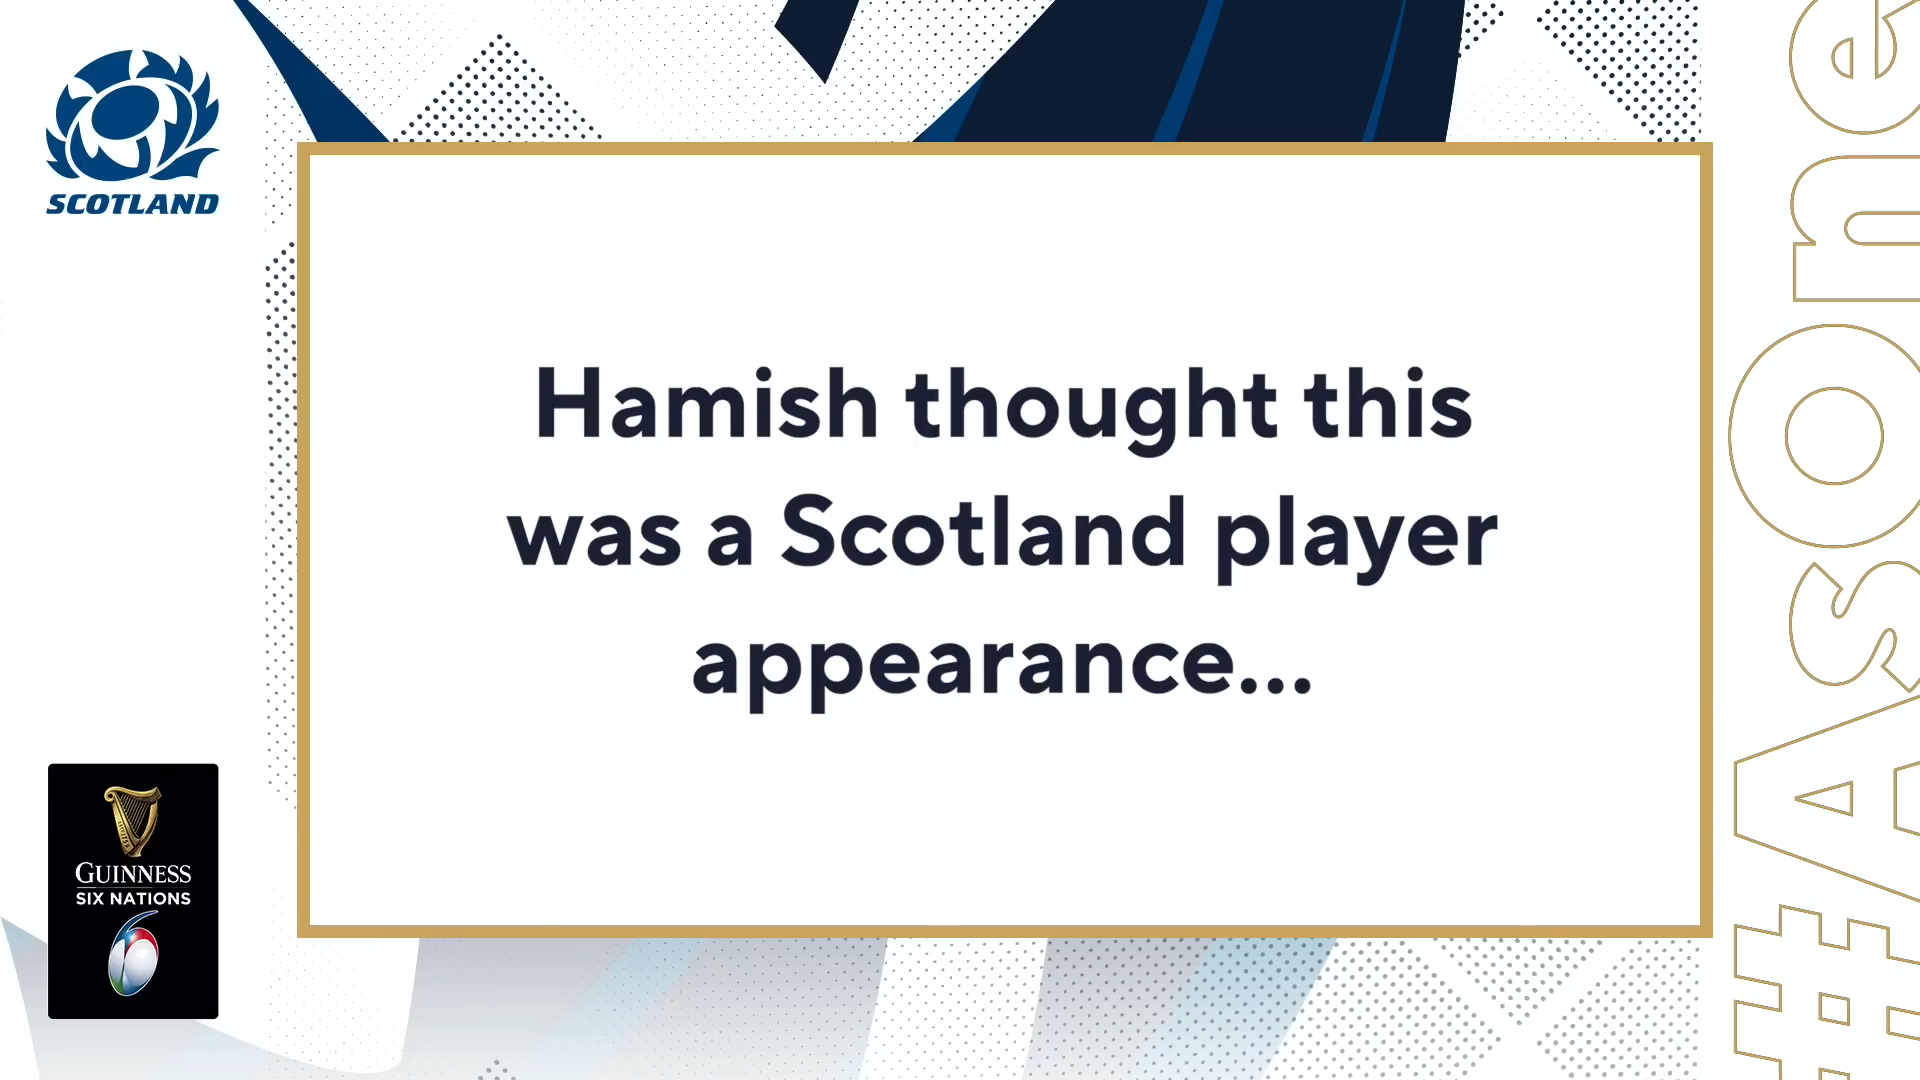 SCOTLAND
Hamish thought this
was a Scotland player
appearance...
GUINNESS
SIX NATIONS
#AsOne